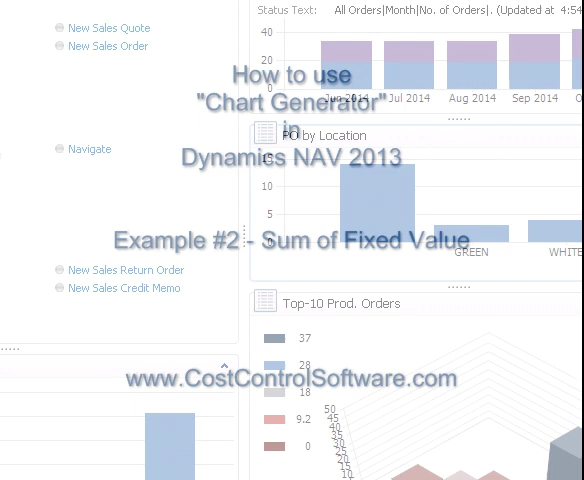 Status Text: All Orders|Month|No. of Orders|. (Updated at 4:54
New Sales Quote
New Sales Order
40
20
0
Jun 2014 Jul 2014 Aug 2014 Sep 2014 O
How to use
"Chart Generator"
in
Dynamics NAV 2013
PO by Location
Navigate
15
10
5
0
GREEN WHITE
Example #2 - Sum of Fixed Value
New Sales Return Order
New Sales Credit Memo
Top-10 Prod. Orders
37
28
18
9.2
0
www.CostControlSoftware.com
50
45
40
35
30
25
20
15
10